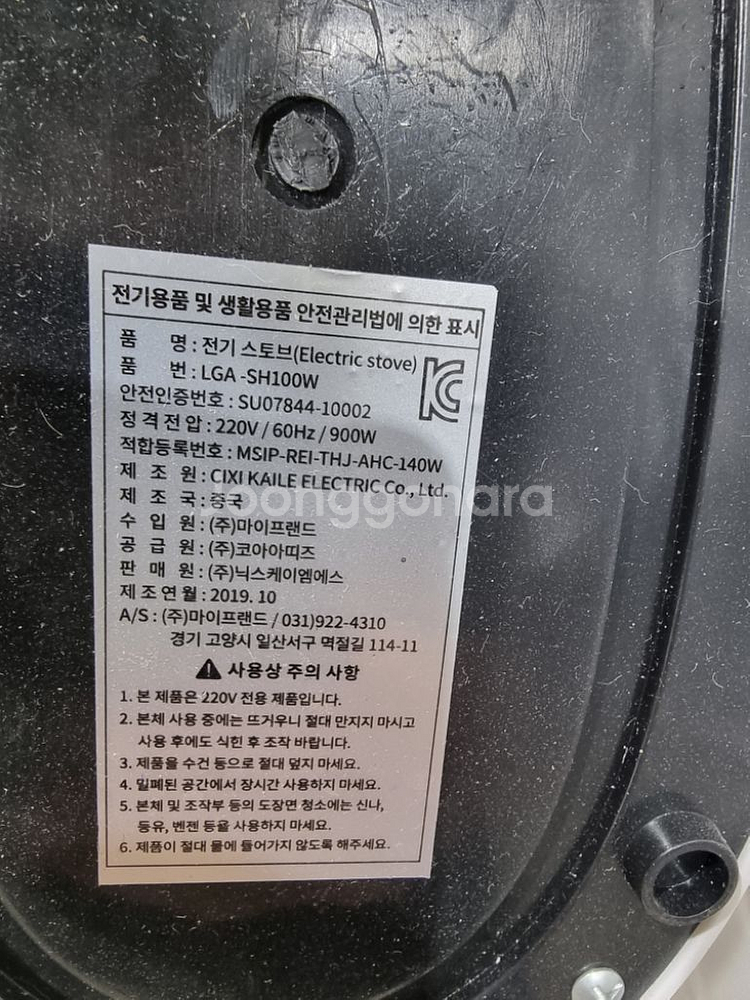 전기용품 및 생활용품 안전관리법에 의한 표시
품 명 : 전기 스토브(Electric stove)
품 번 : LGA -SH100W
안전인증번호 : SU07844-10002
정 격 전 압 : 220V / 60Hz / 900W
적합등록번호 : MSIP-REI-THJ-AHC-140W
제 조 원 : CIXI KAILE ELECTRIC Co., Ltd.
제 조 국 : 중국
수 입 원 : (주)마이프랜드
공 급 원 : (주)코아아띠즈
판 매 원 : (주)닉스케이엠에스
제 조 연 월 : 2019. 10
A/S : (주)마이프랜드 / 031)922-4310
경기 고양시 일산서구 멱절길 114-11
사용상 주의 사항
1. 본 제품은 220V 전용 제품입니다.
2. 본체 사용 중에는 뜨거우니 절대 만지지 마시고
사용 후에도 식힌 후 조작 바랍니다.
3. 제품을 수건 등으로 절대 덮지 마세요.
4. 밀폐된 공간에서 장시간 사용하지 마세요.
5. 본체 및 조작부 등의 도장면 청소에는 신나,
등유, 벤젠 등을 사용하지 마세요.
6. 제품이 절대 물에 들어가지 않도록 해주세요.
KC
Joonggonara